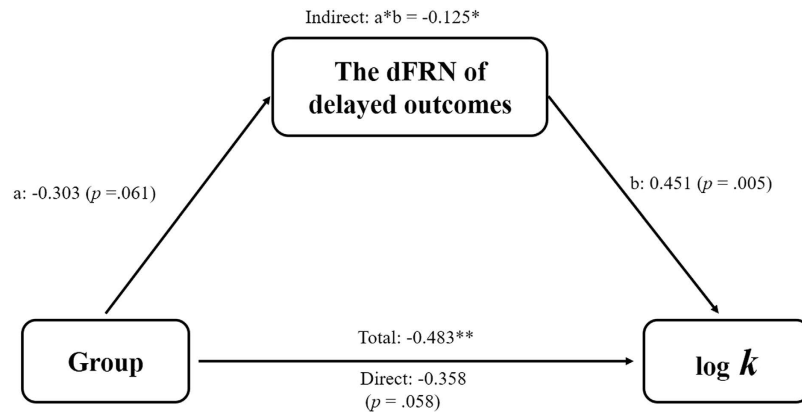 Indirect: a*b = -0.125*
The dFRN of
delayed outcomes
a: -0.303 (p =.061)
b: 0.451 (p = .005)
Group
Total: -0.483**
Direct: -0.358
(p = .058)
log k